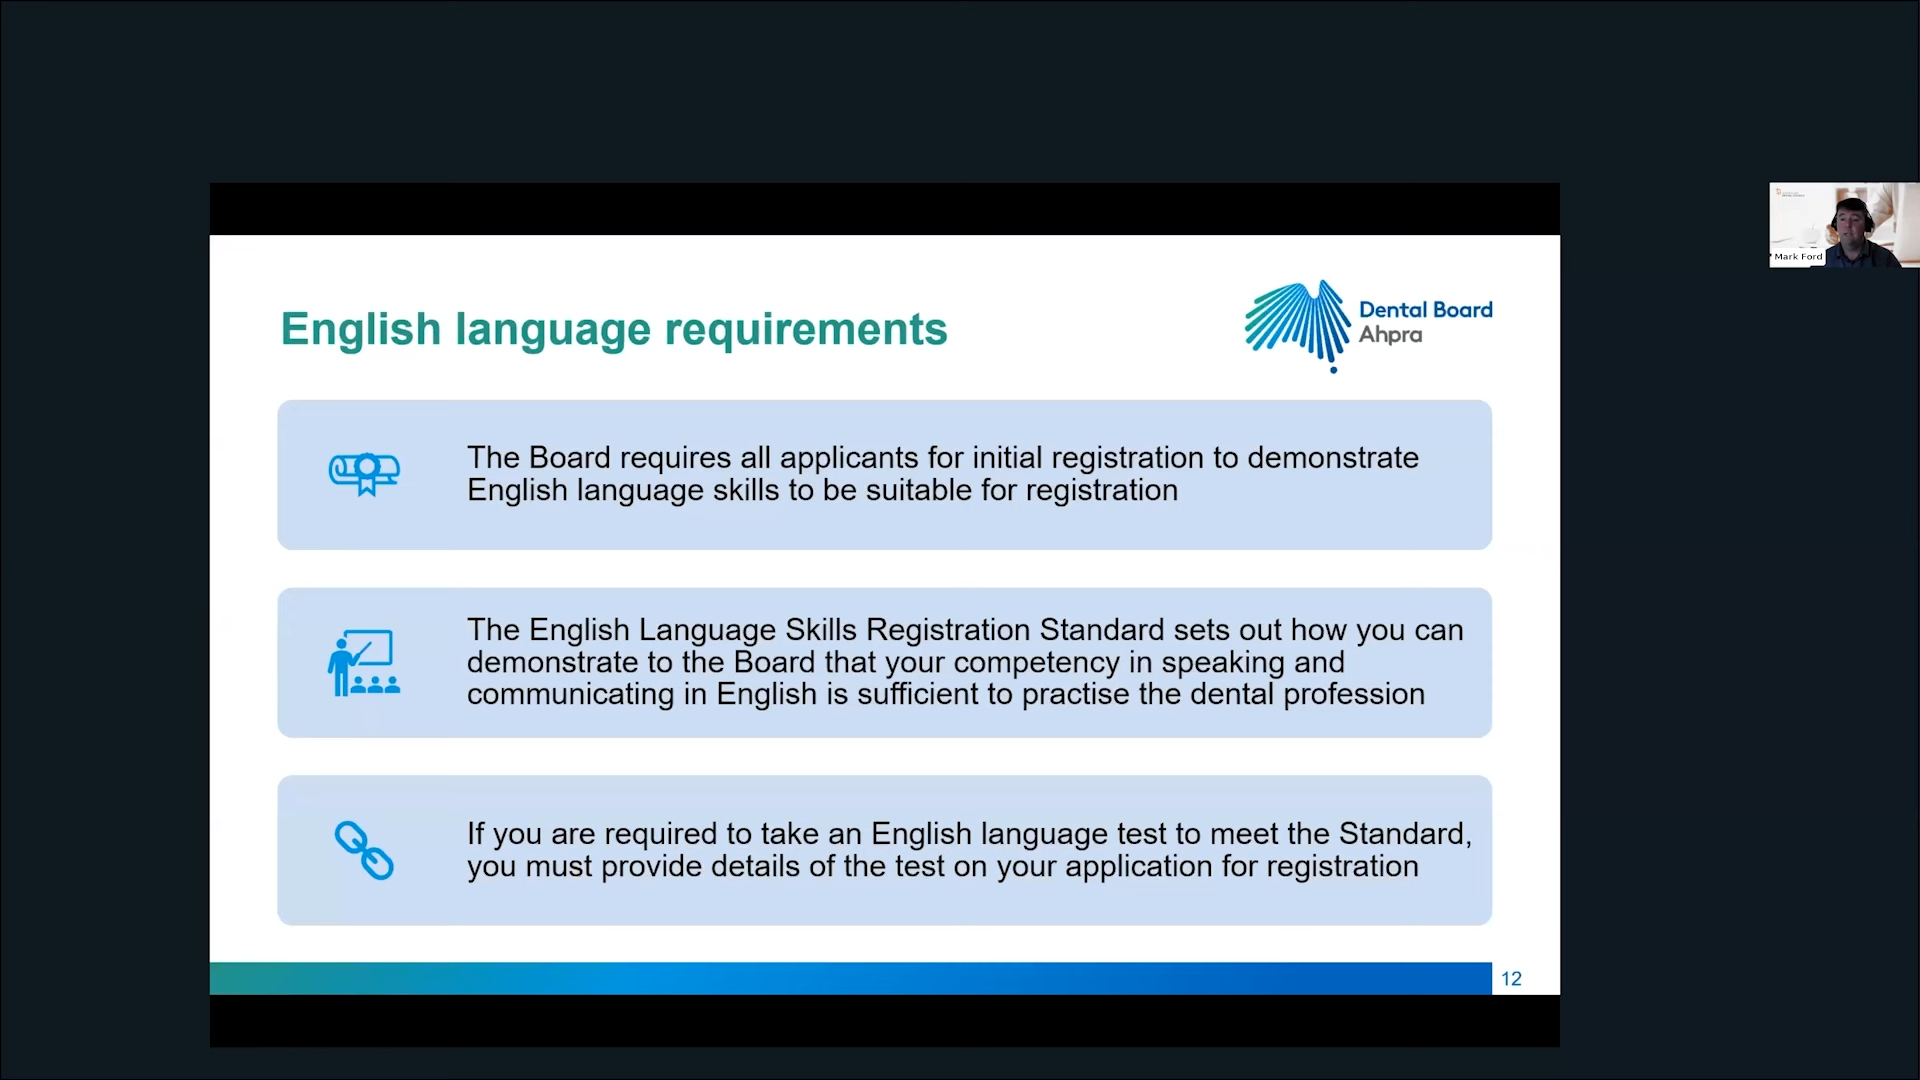 English language requirements
Dental Board
Ahpra
The Board requires all applicants for initial registration to demonstrate
English language skills to be suitable for registration
The English Language Skills Registration Standard sets out how you can
demonstrate to the Board that your competency in speaking and
communicating in English is sufficient to practise the dental profession
If you are required to take an English language test to meet the Standard,
you must provide details of the test on your application for registration
12
Mark Ford